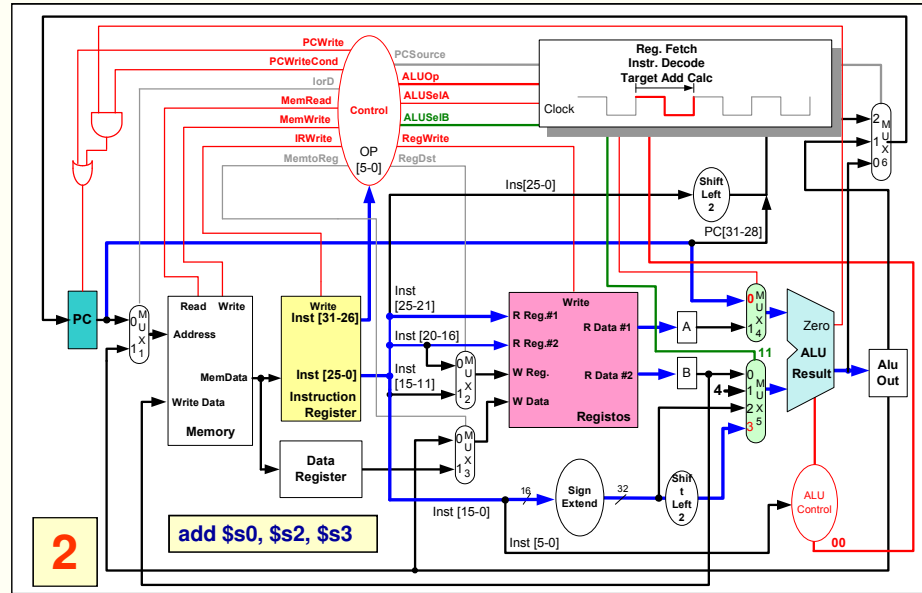 PCWrite
PCWriteCond
IorD
MemRead
MemWrite
IRWrite
MemtoReg
Control
OP
[5-0]
PCSource
ALUOp
ALUSelA
ALUSelB
RegWrite
RegDst
Reg. Fetch
Instr. Decode
Target Add Calc
Clock
2
1
0
M
U
X
6
Ins[25-0]
Shift
Left
2
PC[31-28]
PC
0
1
M
U
X
1
Read Write
Address
MemData
Write Data
Memory
Write
Inst [31-26]
Inst [25-0]
Instruction
Register
Data
Register
Inst
[25-21]
Inst [20-16]
Inst
[15-11]
0
1
M
U
X
2
0
1
M
U
X
3
Write
R Reg.#1
R Reg.#2
W Reg.
W Data
R Data #1
R Data #2
Registos
A
B
4
0
1
M
U
X
4
11
0
1
2
3
M
U
X
5
Zero
ALU
Result
Alu
Out
16
Sign
Extend
32
Shif
t
Left
2
Inst [15-0]
Inst [5-0]
ALU
Control
00
2
add $s0, $s2, $s3